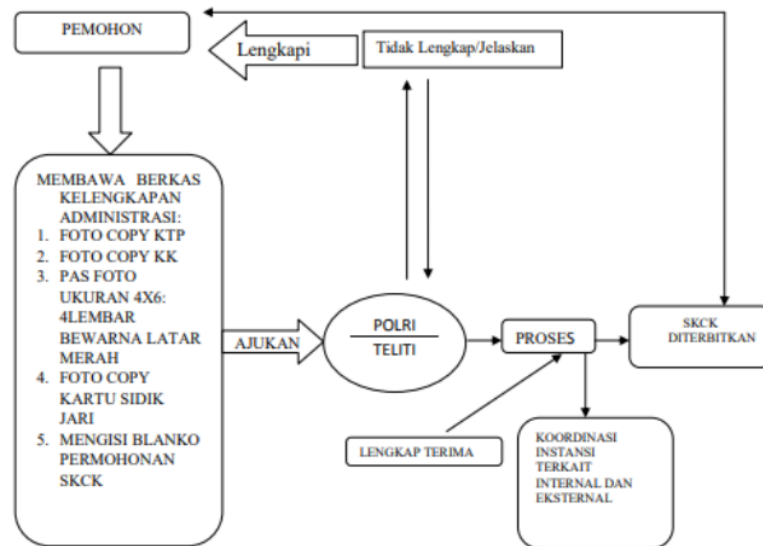 PEMOHON
Lengkapi
Tidak Lengkap/Jelaskan
MEMBAWA BERKAS
KELENGKAPAN
ADMINISTRASI:
1. FOTO COPY KTP
2. FOTO COPY KK
3. PAS FOTO
UKURAN 4X6:
4LEMBAR
BEWARNA LATAR
MERAH
4. FOTO COPY
KARTU SIDIK
JARI
5. MENGISI BLANKO
PERMOHONAN
SKCK
AJUKAN
POLRI
TELITI
PROSES
SKCK
DITERBITKAN
LENGKAP TERIMA
KOORDINASI
INSTANSI
TERKAIT
INTERNAL DAN
EKSTERNAL